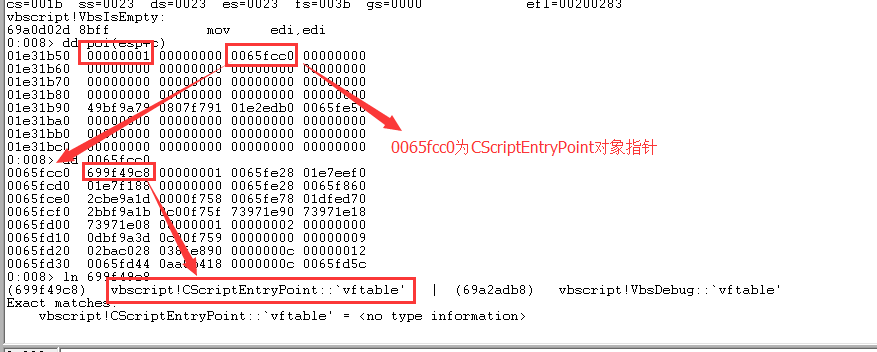 cs=001b  ss=0023  ds=0023  es=0023  fs=003b  gs=0000             efl=00200283
vbscript!VbsIsEmpty:
69a0d02d 8bff            mov     edi,edi
0:008> dd poi(esp+c)
01e31b50  00000001 00000000 0065fcc0 00000000
01e31b60  00000000 00000000 00000000 00000000
01e31b70  00000000 00000000 00000000 00000000
01e31b80  00000000 00000000 00000000 00000000
01e31b90  49bf9a79 0807f791 01e2edb0 0065fe50
01e31ba0  00000000 00000000 00000000 00000000
01e31bb0  00000000 00000000 00000000 00000000
01e31bc0  00000000 00000000 00000000 00000000
0065fcc0为CScriptEntryPoint对象指针
0:008> dd 0065fcc0
0065fcc0  699f49c8 00000001 0065fe28 01e7eef0
0065fcd0  01e7f188 00000000 0065fe28 0065f860
0065fce0  2cbe9a1d 0000f758 0065fe78 01dfed70
0065fcf0  2bbf9a1b 0c00f75f 73971e90 73971e18
0065fd00  73971e08 00000001 00000002 00000000
0065fd10  0dbf9a3d 0c00f759 00000000 00000009
0065fd20  02bac028 0000000c 00000012
0065fd30  0065fd44 0000000c 0065fd5c
0:008> ln 699f49c8
(699f49c8)   vbscript!CScriptEntryPoint::`vftable'   |  (69a2adb8)   vbscript!VbsDebug::`vftable'
Exact matches:
    vbscript!CScriptEntryPoint::`vftable' = <no type information>